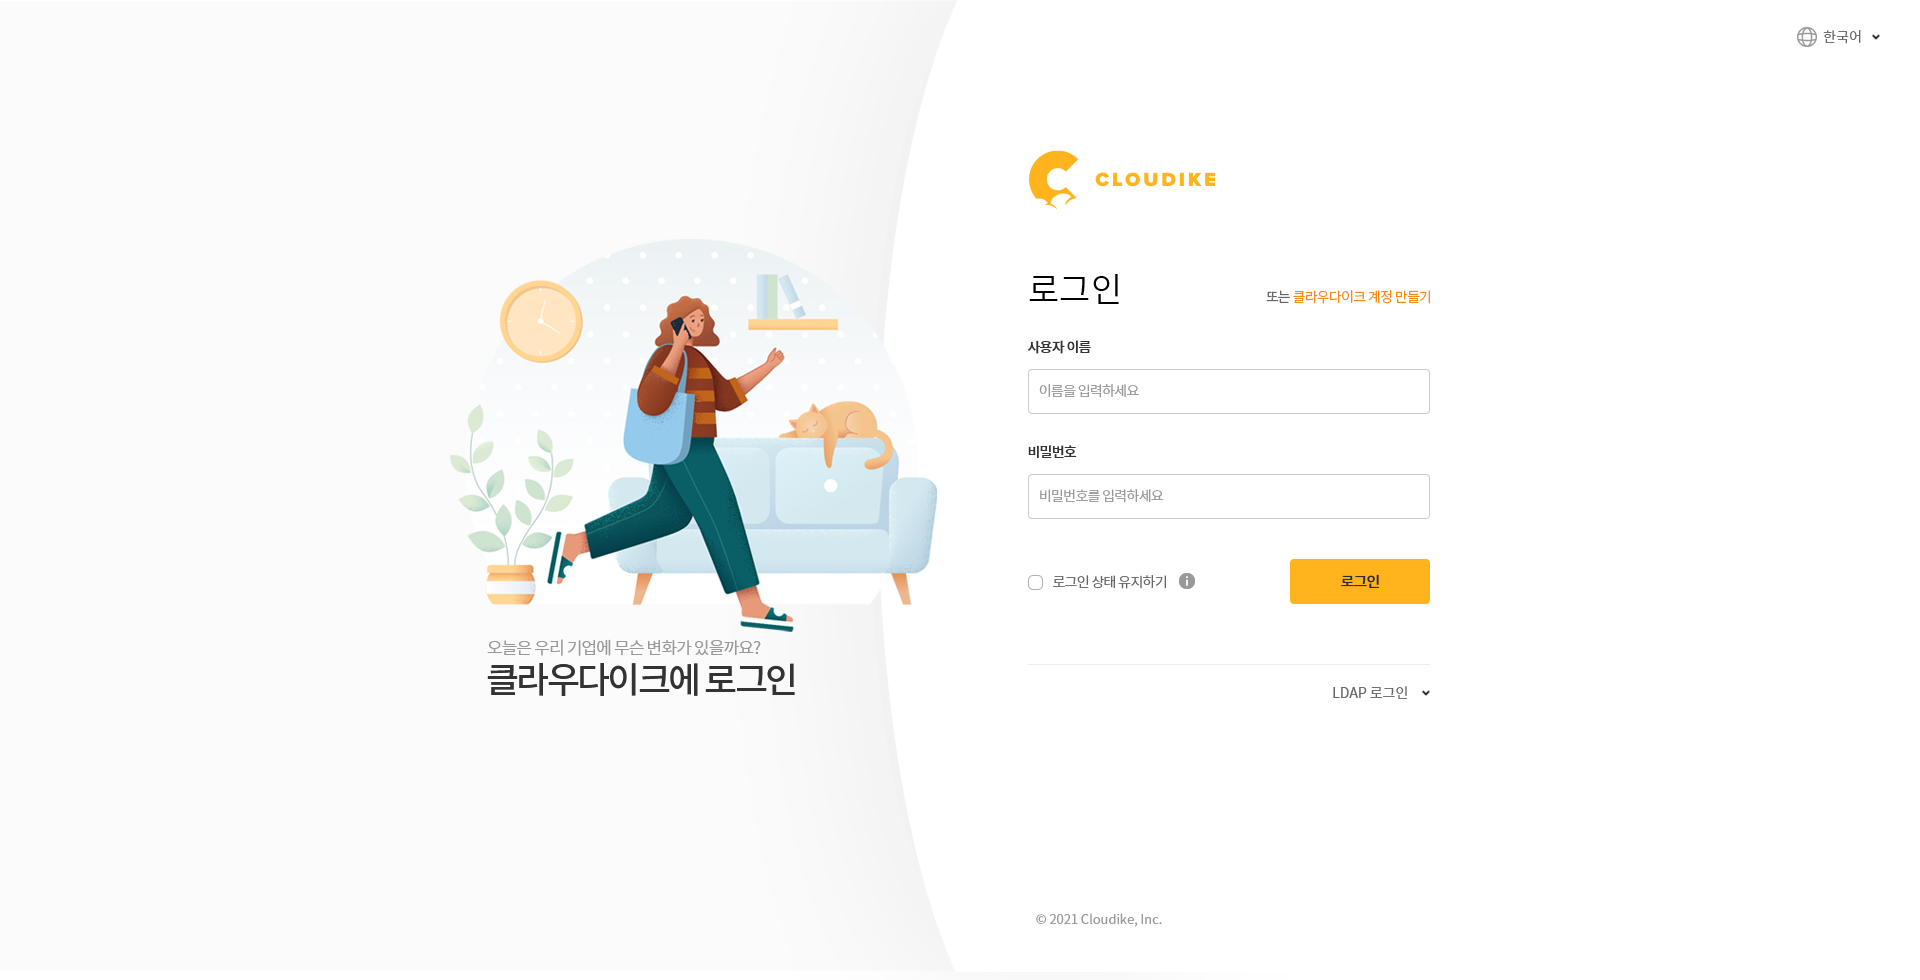 한국어
CLOUDIKE
로그인
또는 클라우다이크 계정 만들기
사용자 이름
이름을 입력하세요
비밀번호
비밀번호를 입력하세요
로그인 상태 유지하기
로그인
LDAP 로그인
오늘은 우리 기업에 무슨 변화가 있을까요?
클라우다이크에 로그인
© 2021 Cloudike, Inc.